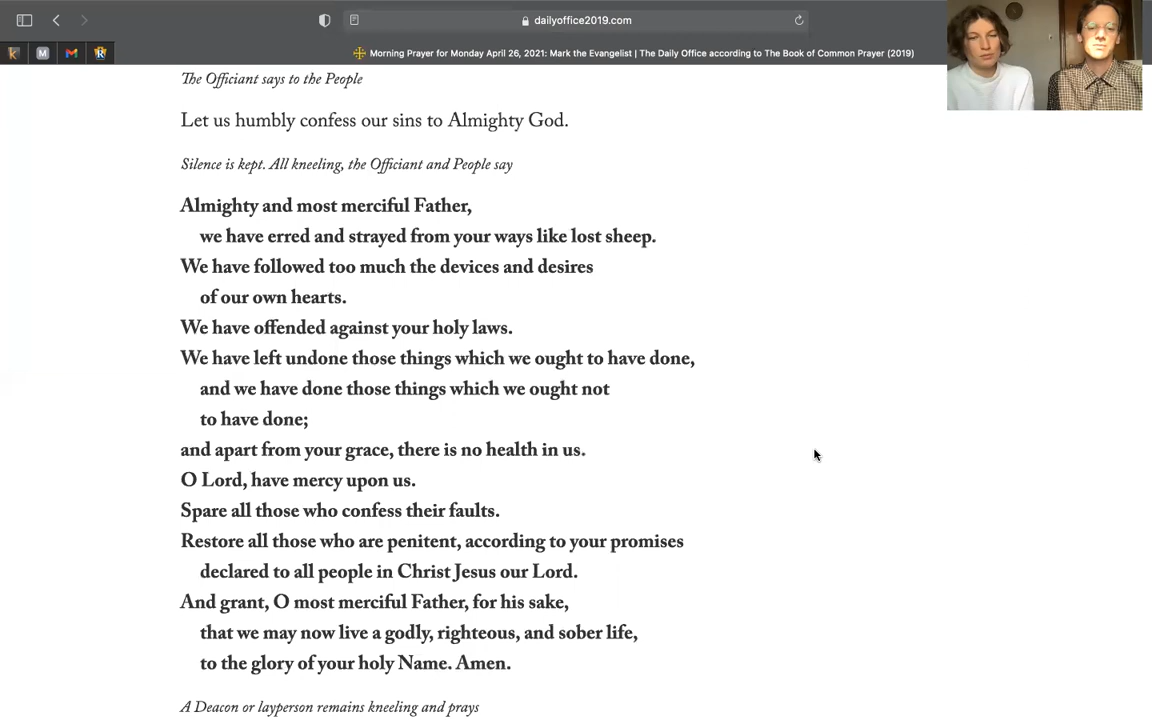 dailyoffice2019.com
M
Morning Prayer for Monday April 26, 2021: Mark the Evangelist | The Daily Office according to The Book of Common Prayer (2019)
The Officiant says to the People
Let us humbly confess our sins to Almighty God.
Silence is kept. All kneeling, the Officiant and People say
Almighty and most merciful Father,
we have erred and strayed from your ways like lost sheep.
We have followed too much the devices and desires
of our own hearts.
We have offended against your holy laws.
We have left undone those things which we ought to have done,
and we have done those things which we ought not
to have done;
and apart from your grace, there is no health in us.
O Lord, have mercy upon us.
Spare all those who confess their faults.
Restore all those who are penitent, according to your promises
declared to all people in Christ Jesus our Lord.
And grant, O most merciful Father, for his sake,
that we may now live a godly, righteous, and sober life,
to the glory of your holy Name. Amen.
A Deacon or layperson remains kneeling and prays